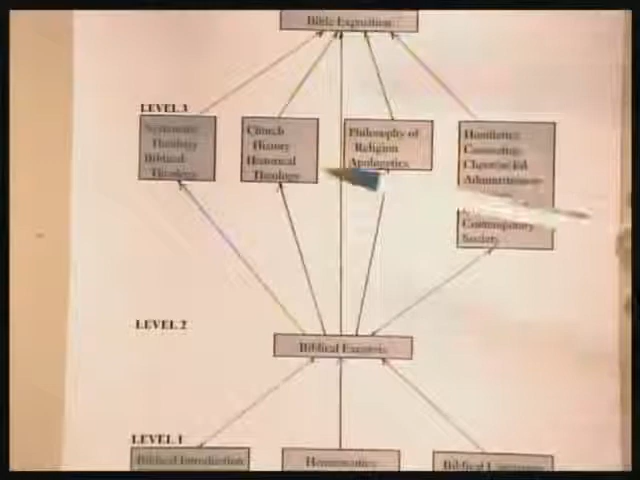 Bible Exposition
LEVEL 3
Systematic
Theology
Biblical
Theology
Church
History
Historical
Theology
Philosophy of
Religion
Apologetics
Homiletics
Counseling
Contemporary
Society
LEVEL 2
Biblical Exegesis
LEVEL 1
Biblical Introduction
Hermeneutics
Biblical Languages